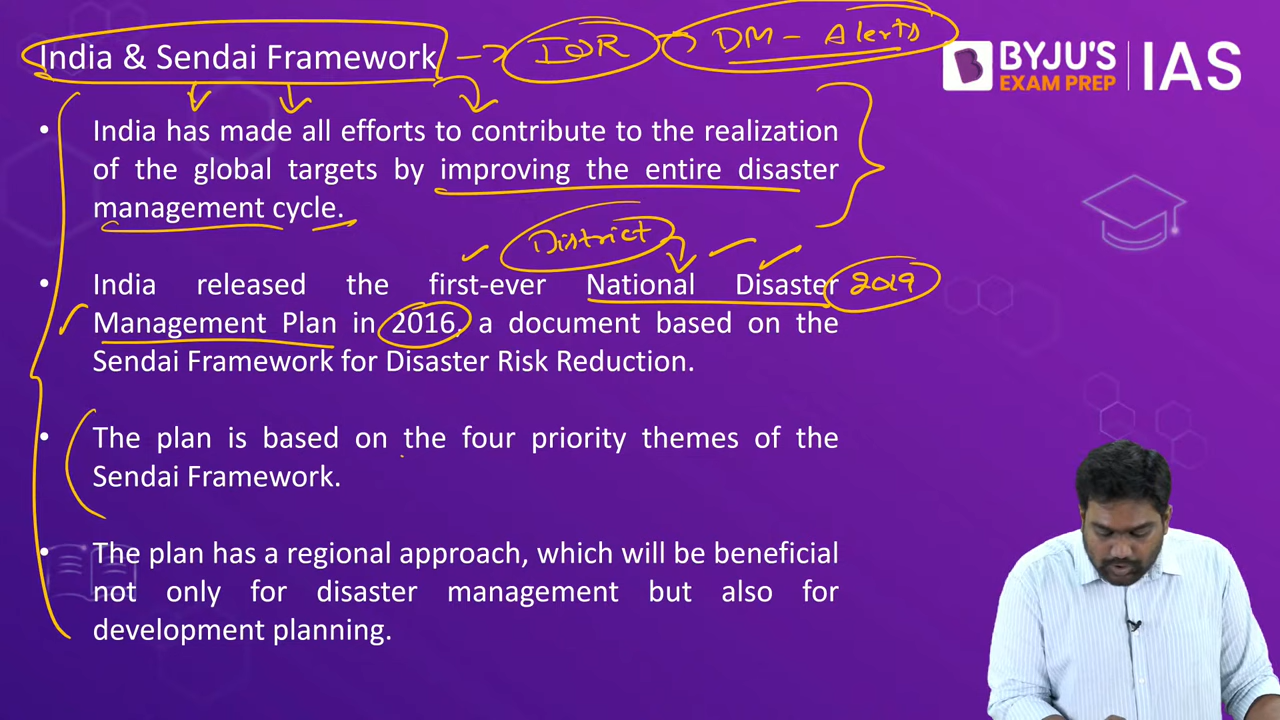 India & Sendai Framework → IOR → DM - Alerts
BYJU'S
EXAM PREP
IAS
• India has made all efforts to contribute to the realization
of the global targets by improving the entire disaster
management cycle.
District
• India released the first-ever National Disaster 2019
Management Plan in 2016, a document based on the
Sendai Framework for Disaster Risk Reduction.
• The plan is based on the four priority themes of the
Sendai Framework.
• The plan has a regional approach, which will be beneficial
not only for disaster management but also for
development planning.